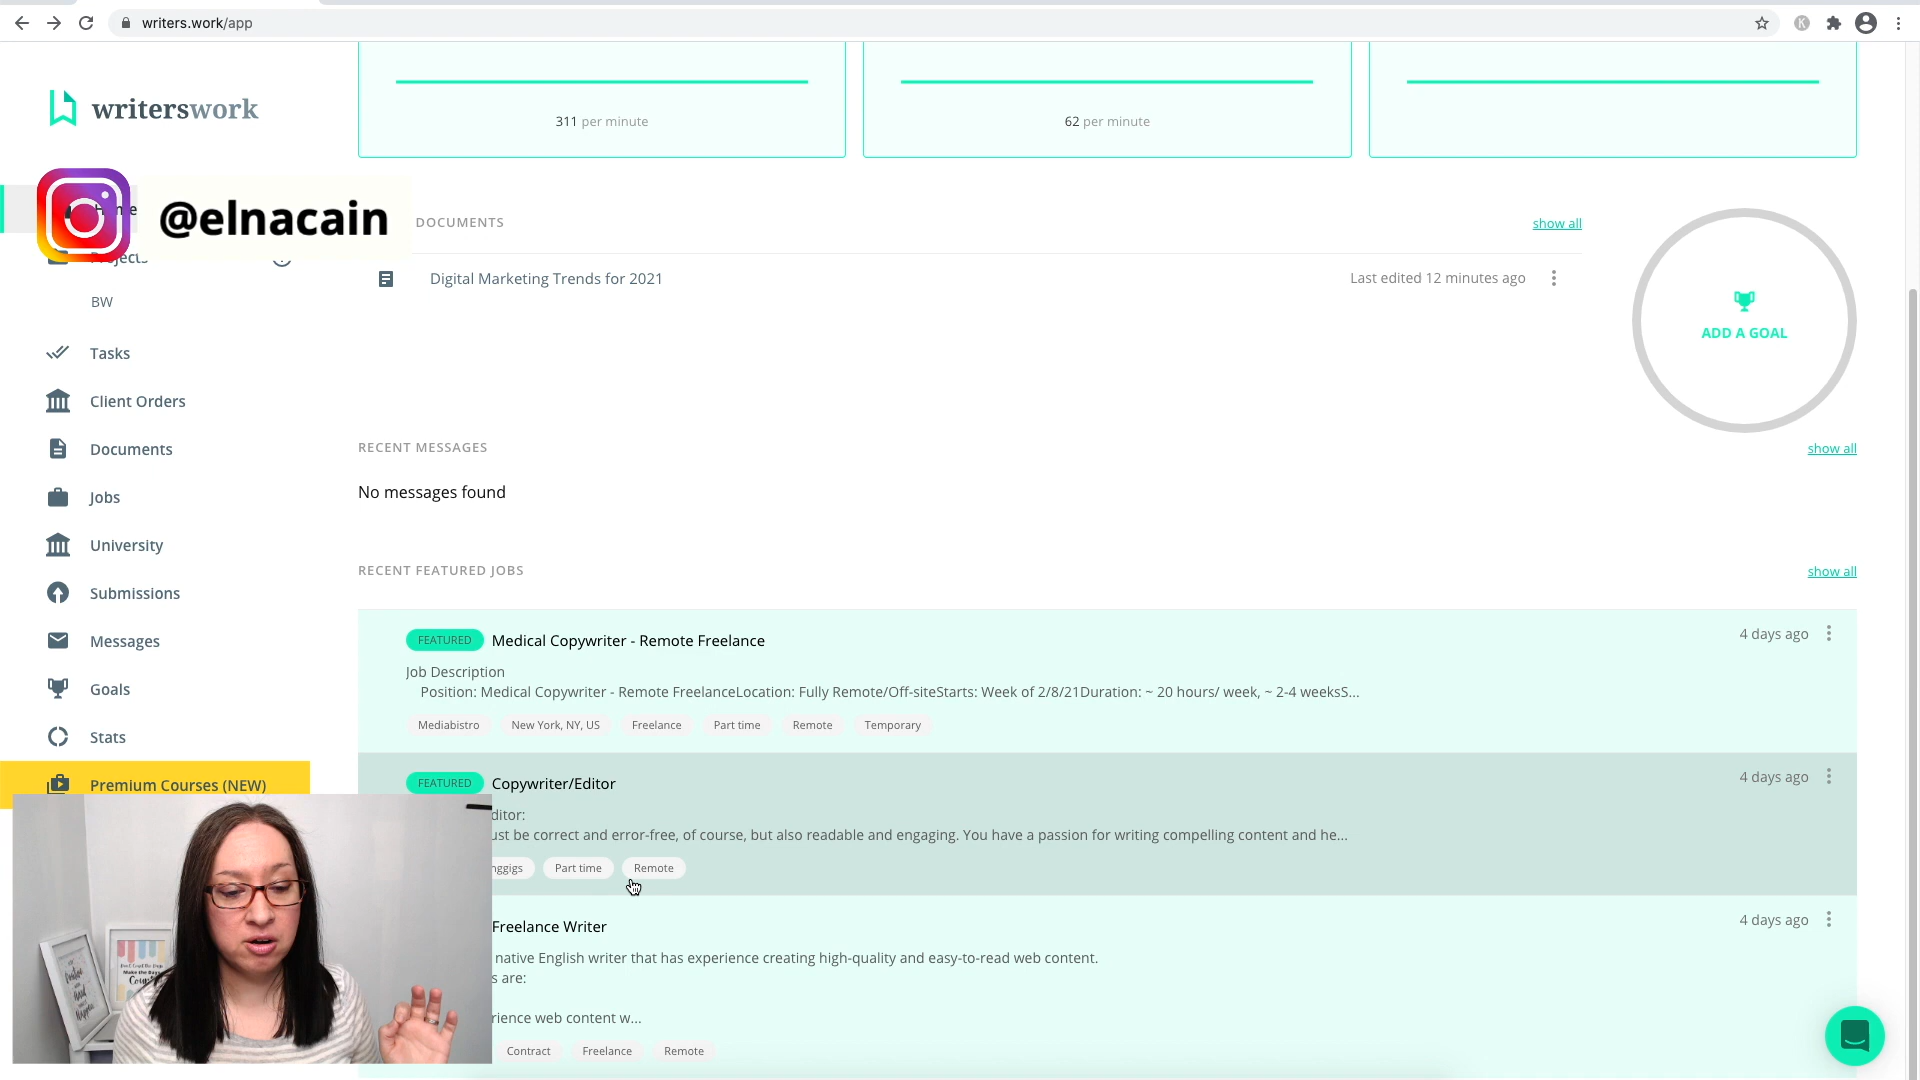 writers.work/app
K
writerswork
311 per minute
62 per minute
@elnacain
DOCUMENTS
show all
Projects
Digital Marketing Trends for 2021
Last edited 12 minutes ago
BW
ADD A GOAL
Tasks
Client Orders
Documents
Jobs
University
Submissions
Messages
Goals
Stats
Premium Courses (NEW)
RECENT MESSAGES
show all
No messages found
RECENT FEATURED JOBS
show all
FEATURED Medical Copywriter - Remote Freelance
4 days ago
Job Description
Position: Medical Copywriter - Remote FreelanceLocation: Fully Remote/Off-siteStarts: Week of 2/8/21Duration: ~ 20 hours/ week, ~ 2-4 weeksS...
Mediabistro New York, NY, US Freelance Part time Remote Temporary
FEATURED Copywriter/Editor
4 days ago
ditor:
ust be correct and error-free, of course, but also readable and engaging. You have a passion for writing compelling content and he...
nggigs Part time Remote
Freelance Writer
4 days ago
native English writer that has experience creating high-quality and easy-to-read web content.
s are:
rience web content w...
Contract Freelance Remote